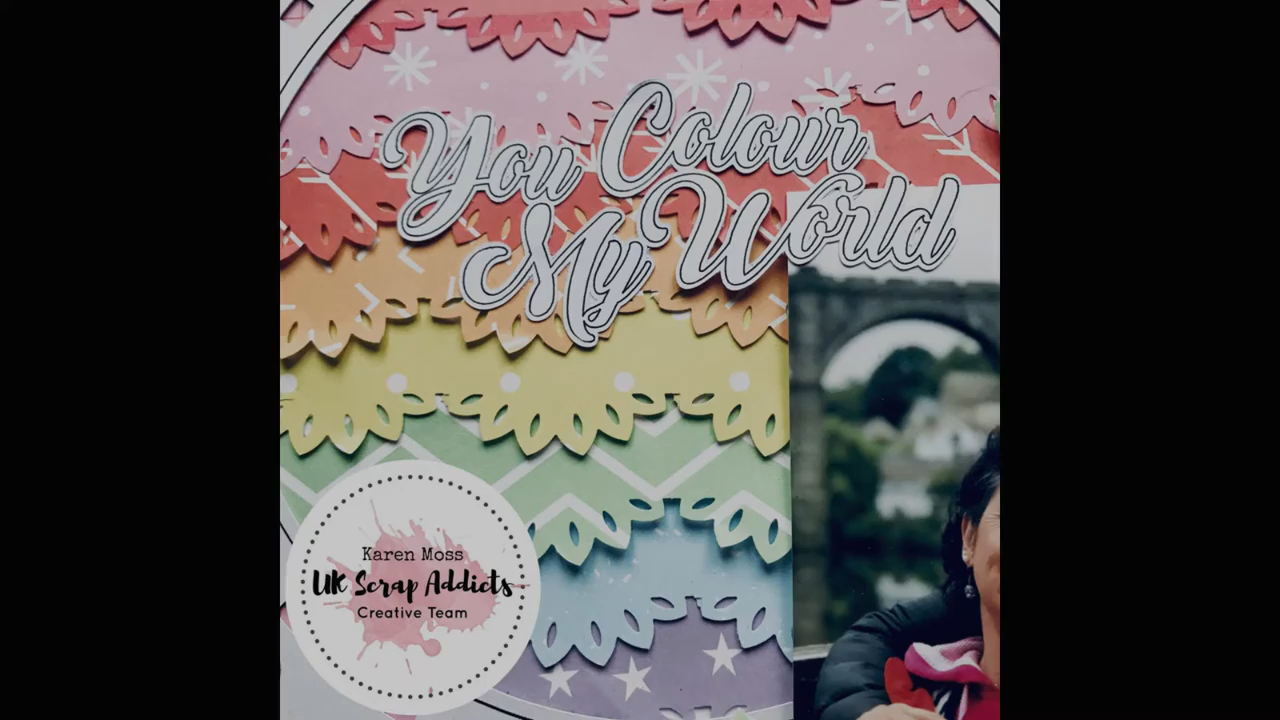 You Colour
My World
Karen Moss
UK Scrap Addicts
Creative Team